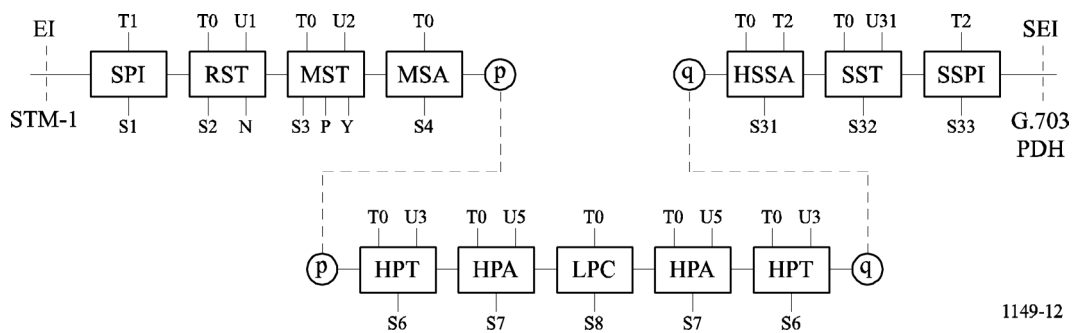 EI T1 T0 U1 T0 U2 T0 T0 T2 T0 U31 T2 SEI
SPI RST MST MSA p q HSSA SST SSPI
STM-1 S1 S2 N S3 P Y S4 S31 S32 S33 G.703
PDH
T0 U3 T0 U5 T0 T0 U5 T0 U3
p HPT HPA LPC HPA HPT q
S6 S7 S8 S7 S6
1149-12